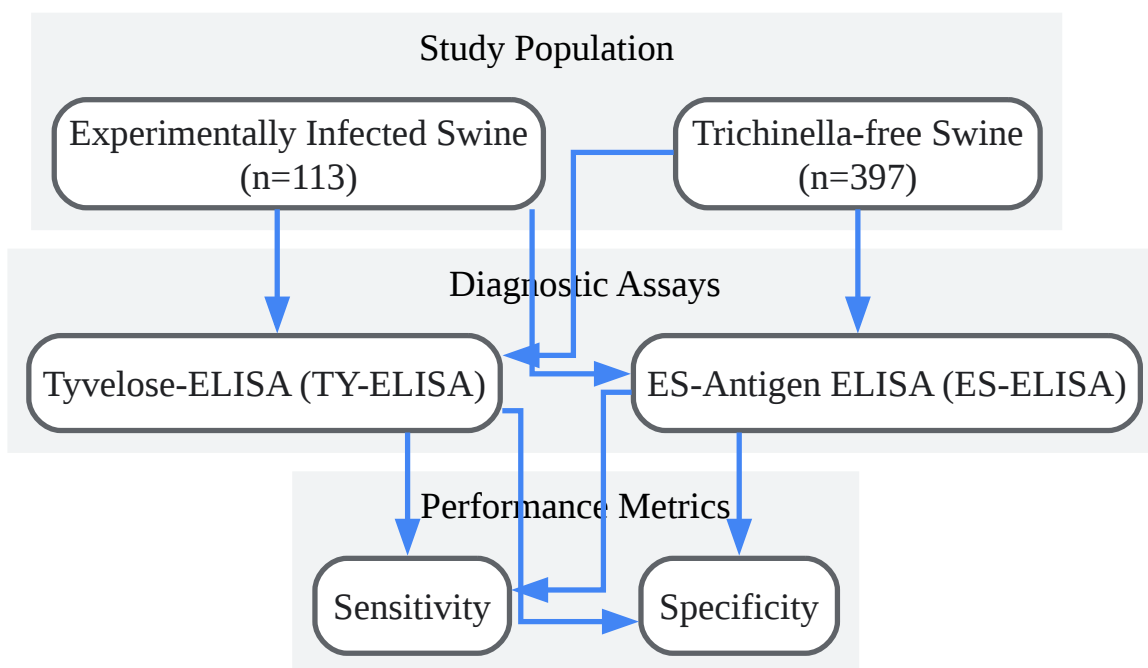 Study Population
Experimentally Infected Swine
(n=113)
Trichinella-free Swine
(n=397)
Diagnostic Assays
Tyvelose-ELISA (TY-ELISA)
ES-Antigen ELISA (ES-ELISA)
Performance Metrics
Sensitivity
Specificity